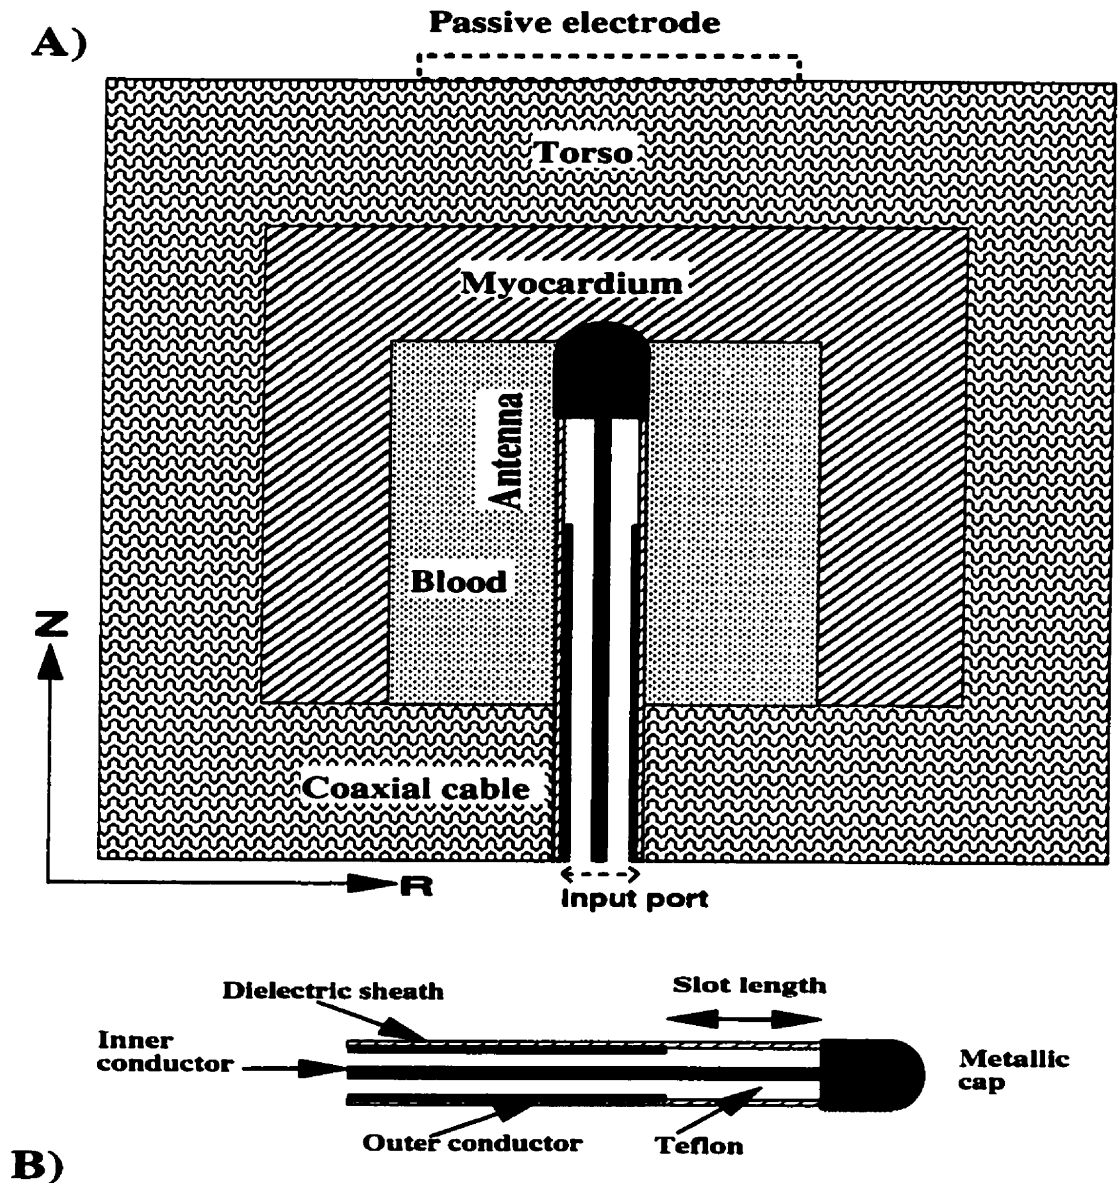 Passive electrode
A)
Torso
Myocardium
Antenna
Blood
Z
Coaxial cable
R
Input port
Slot length
Dielectric sheath
Inner
conductor
Metallic
cap
Outer conductor
Teflon
B)